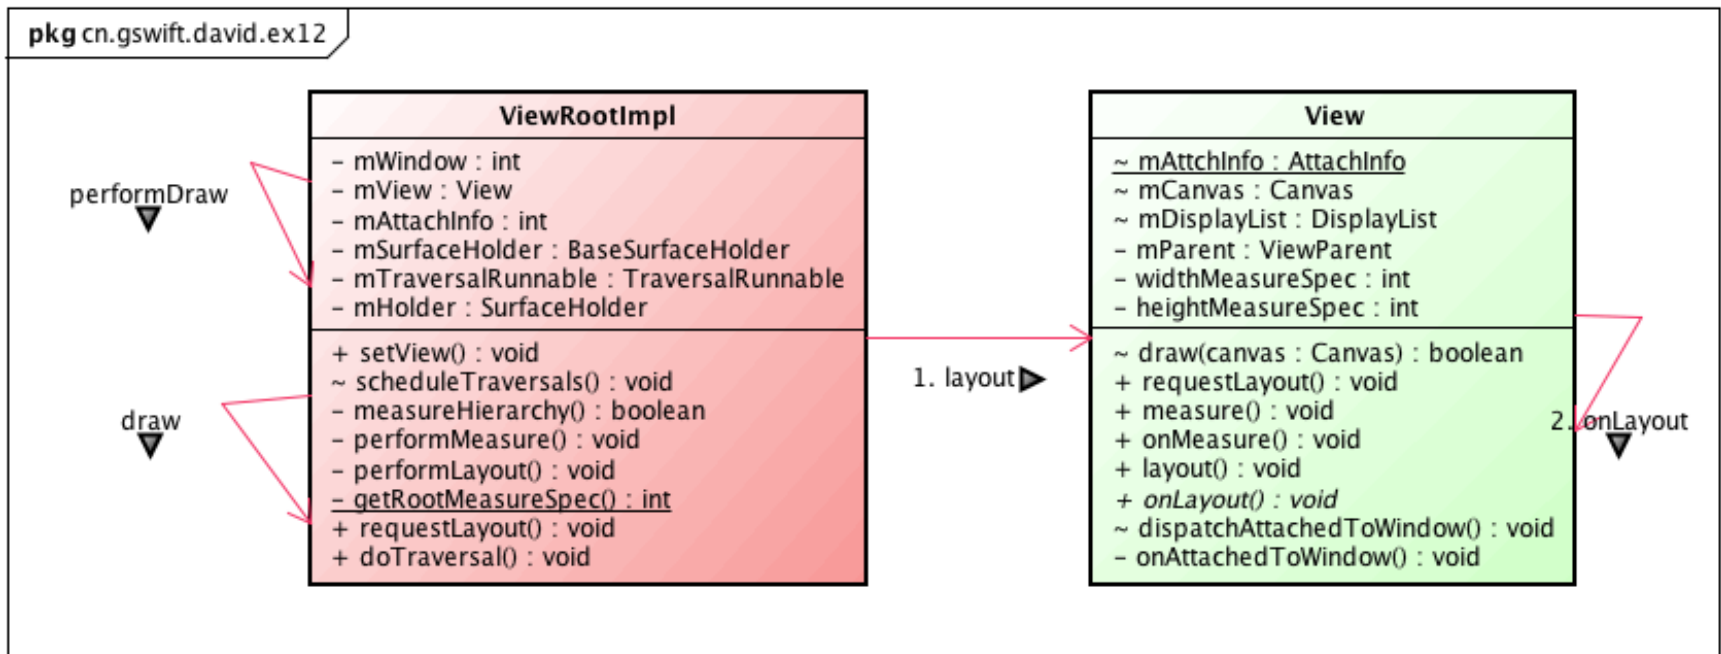 pkg cn.gswift.david.ex12
performDraw
draw
ViewRootImpl
- mWindow : int
- mView : View
- mAttachInfo : int
- mSurfaceHolder : BaseSurfaceHolder
- mTraversalRunnable : TraversalRunnable
- mHolder : SurfaceHolder
+ setView() : void
~ scheduleTraversals() : void
- measureHierarchy() : boolean
- performMeasure() : void
- performLayout() : void
- getRootMeasureSpec() : int
+ requestLayout() : void
+ doTraversal() : void
1. layout
View
~ mAttchInfo : AttachInfo
~ mCanvas : Canvas
~ mDisplayList : DisplayList
- mParent : ViewParent
- widthMeasureSpec : int
- heightMeasureSpec : int
~ draw(canvas : Canvas) : boolean
+ requestLayout() : void
+ measure() : void
+ onMeasure() : void
+ layout() : void
+ onLayout() : void
~ dispatchAttachedToWindow() : void
- onAttachedToWindow() : void
2. onLayout